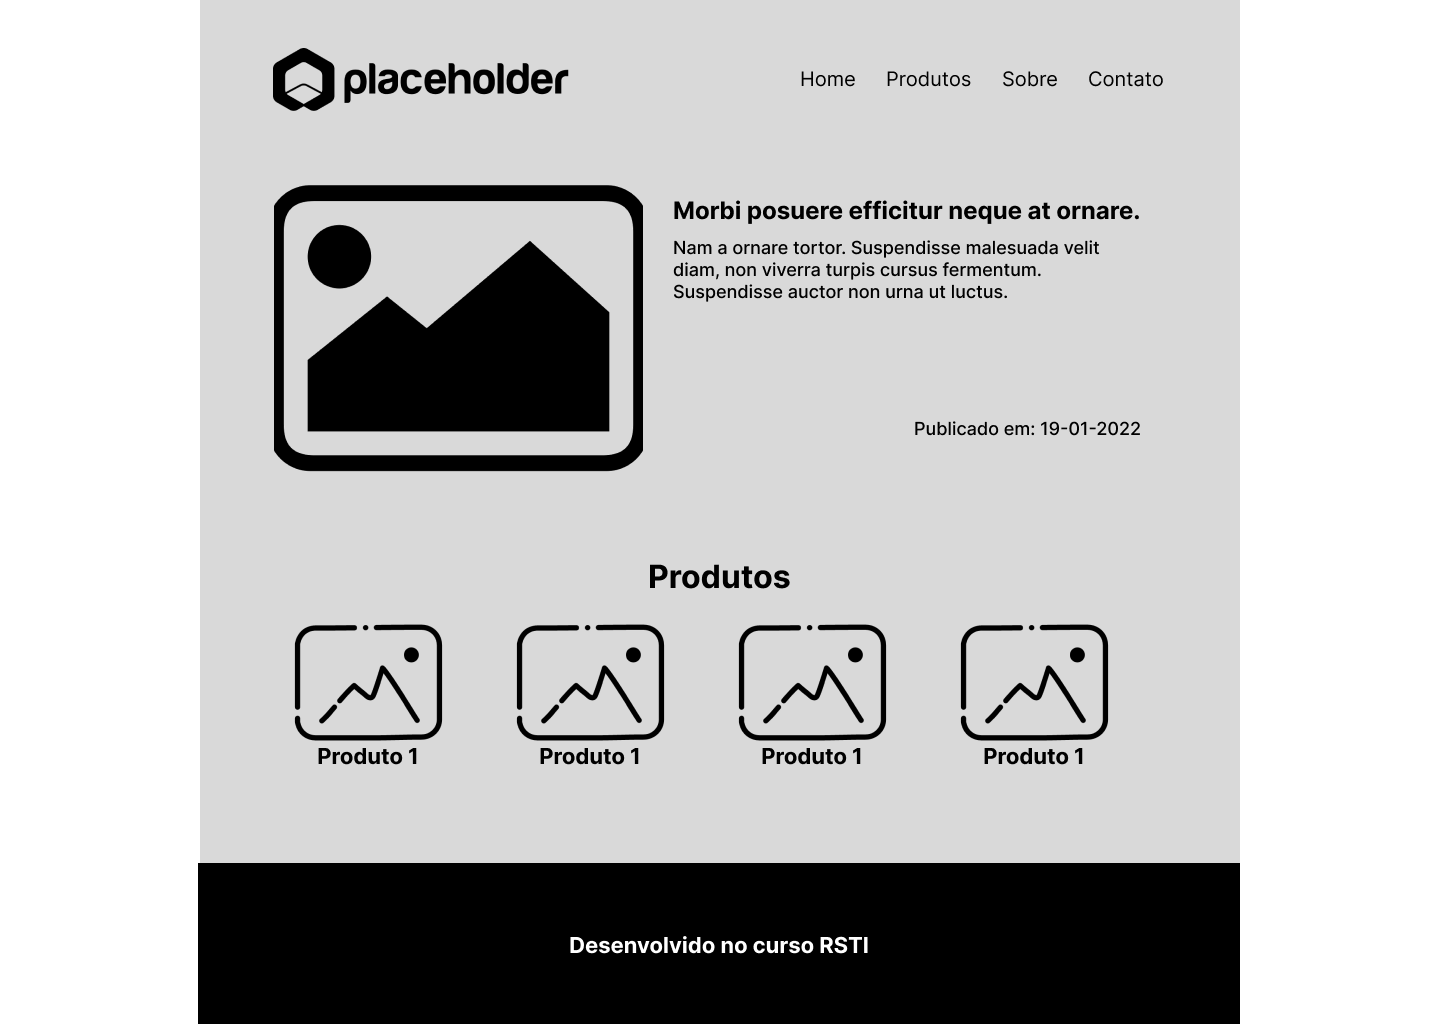 placeholder
Home Produtos Sobre Contato
Morbi posuere efficitur neque at ornare.
Nam a ornare tortor. Suspendisse malesuada velit
diam, non viverra turpis cursus fermentum.
Suspendisse auctor non urna ut luctus.
Publicado em: 19-01-2022
Produtos
Produto 1 Produto 1 Produto 1 Produto 1
Desenvolvido no curso RSTI